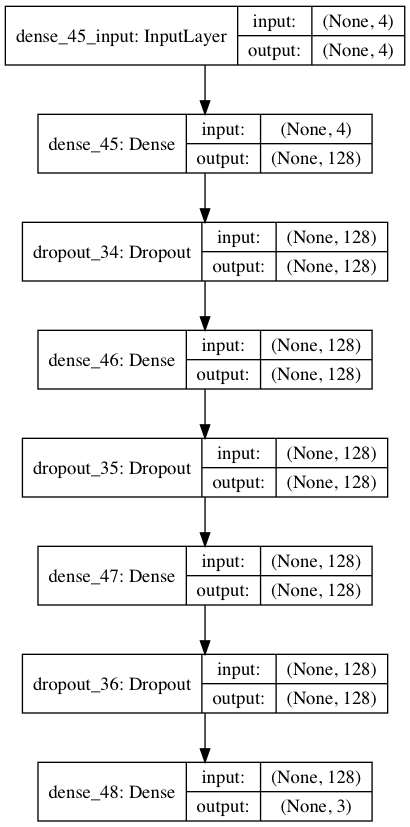 dense_45_input: InputLayer
input: (None, 4)
output: (None, 4)
dense_45: Dense
input: (None, 4)
output: (None, 128)
dropout_34: Dropout
input: (None, 128)
output: (None, 128)
dense_46: Dense
input: (None, 128)
output: (None, 128)
dropout_35: Dropout
input: (None, 128)
output: (None, 128)
dense_47: Dense
input: (None, 128)
output: (None, 128)
dropout_36: Dropout
input: (None, 128)
output: (None, 128)
dense_48: Dense
input: (None, 128)
output: (None, 3)